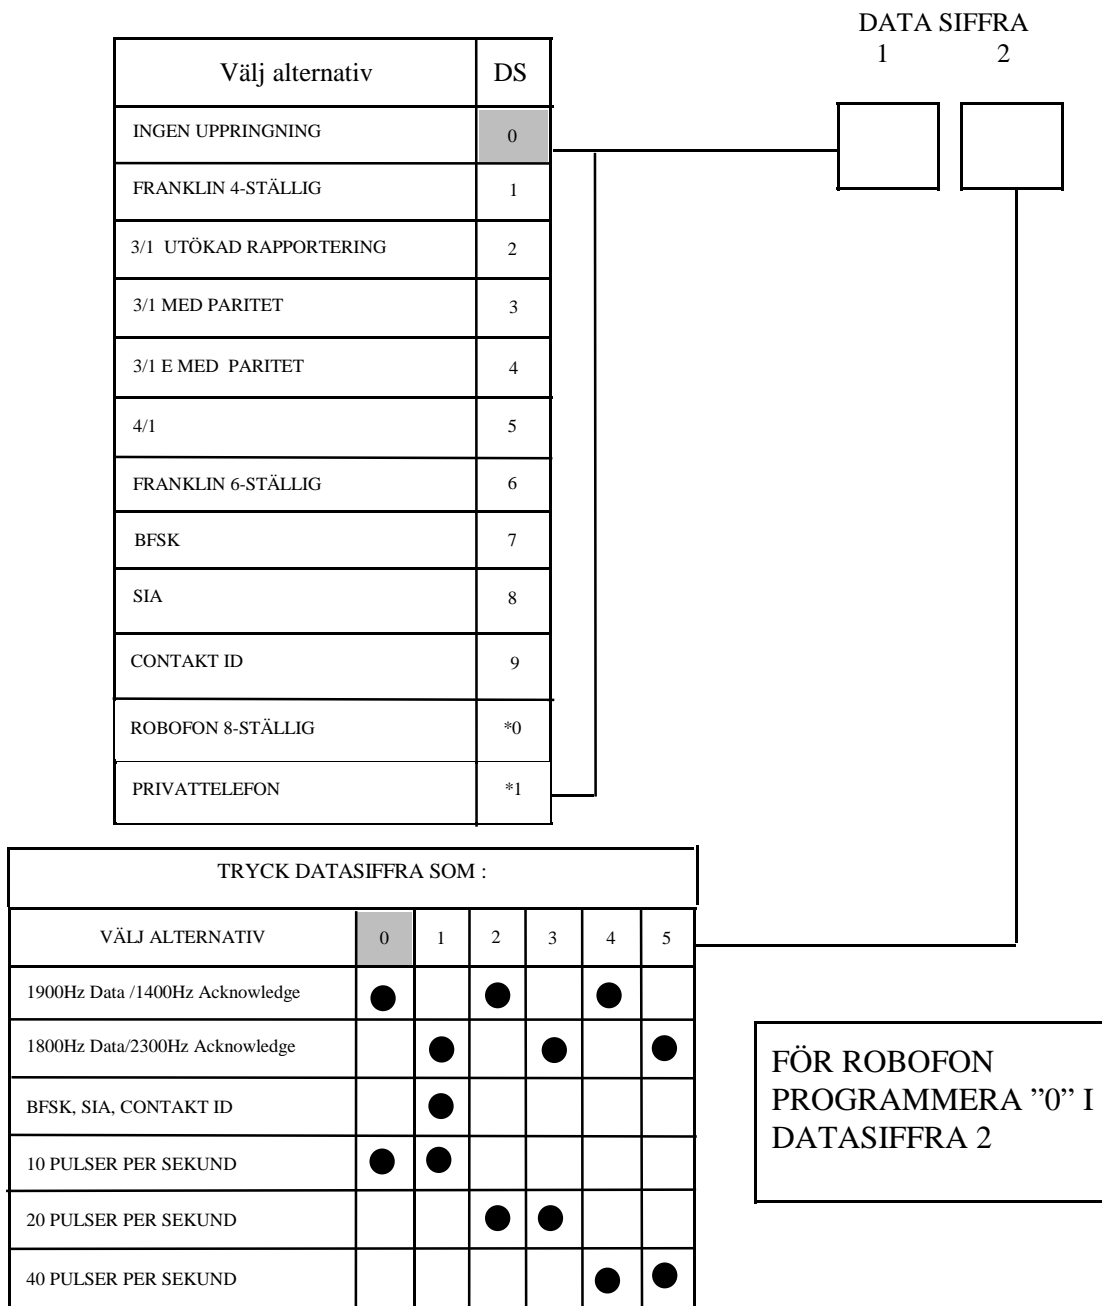 DATA SIFFRA
1 2
Välj alternativ DS
INGEN UPPRINGNING 0
FRANKLIN 4-STÄLLIG 1
3/1 UTÖKAD RAPPORTERING 2
3/1 MED PARITET 3
3/1 E MED PARITET 4
4/1 5
FRANKLIN 6-STÄLLIG 6
BFSK 7
SIA 8
CONTAKT ID 9
ROBOFON 8-STÄLLIG *0
PRIVATTELEFON *1
TRYCK DATASIFFRA SOM :
VÄLJ ALTERNATIV 0 1 2 3 4 5
1900Hz Data /1400Hz Acknowledge
1800Hz Data/2300Hz Acknowledge
BFSK, SIA, CONTAKT ID
10 PULSER PER SEKUND
20 PULSER PER SEKUND
40 PULSER PER SEKUND
FÖR ROBOFON
PROGRAMMERA ”0” I
DATASIFFRA 2